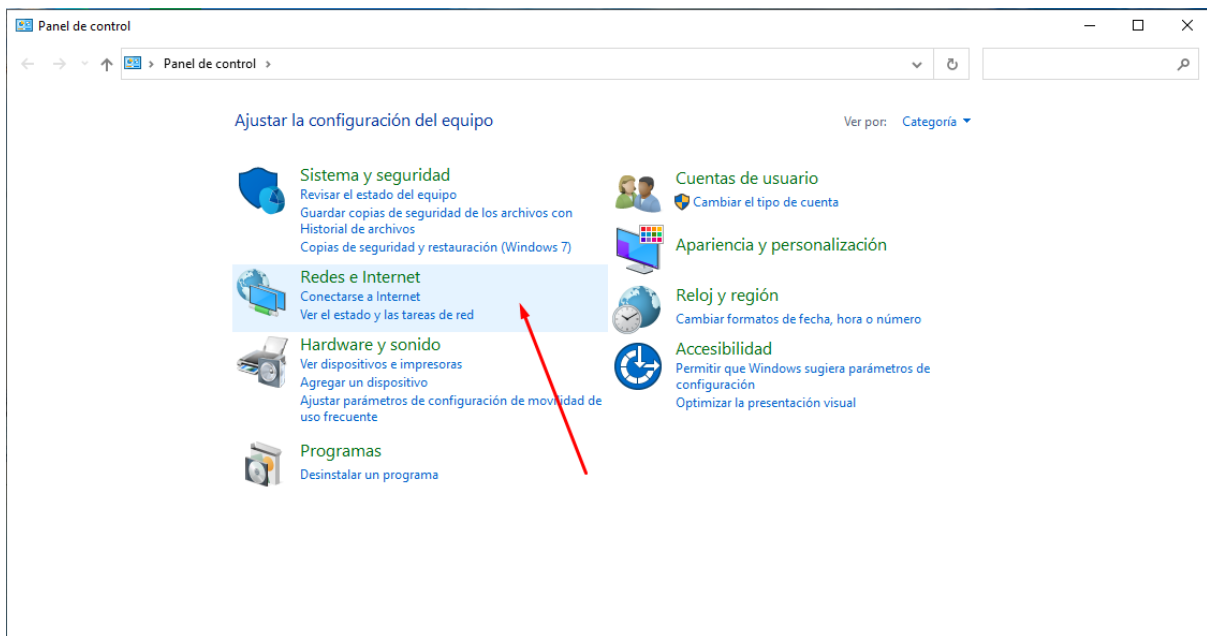 Panel de control
Panel de control
Ajustar la configuración del equipo
Ver por: Categoría
Sistema y seguridad
Revisar el estado del equipo
Guardar copias de seguridad de los archivos con
Historial de archivos
Copias de seguridad y restauración (Windows 7)
Redes e Internet
Conectarse a Internet
Ver el estado y las tareas de red
Hardware y sonido
Ver dispositivos e impresoras
Agregar un dispositivo
Ajustar parámetros de configuración de movilidad de
uso frecuente
Programas
Desinstalar un programa
Cuentas de usuario
Cambiar el tipo de cuenta
Apariencia y personalización
Reloj y región
Cambiar formatos de fecha, hora o número
Accesibilidad
Permitir que Windows sugiera parámetros de
configuración
Optimizar la presentación visual